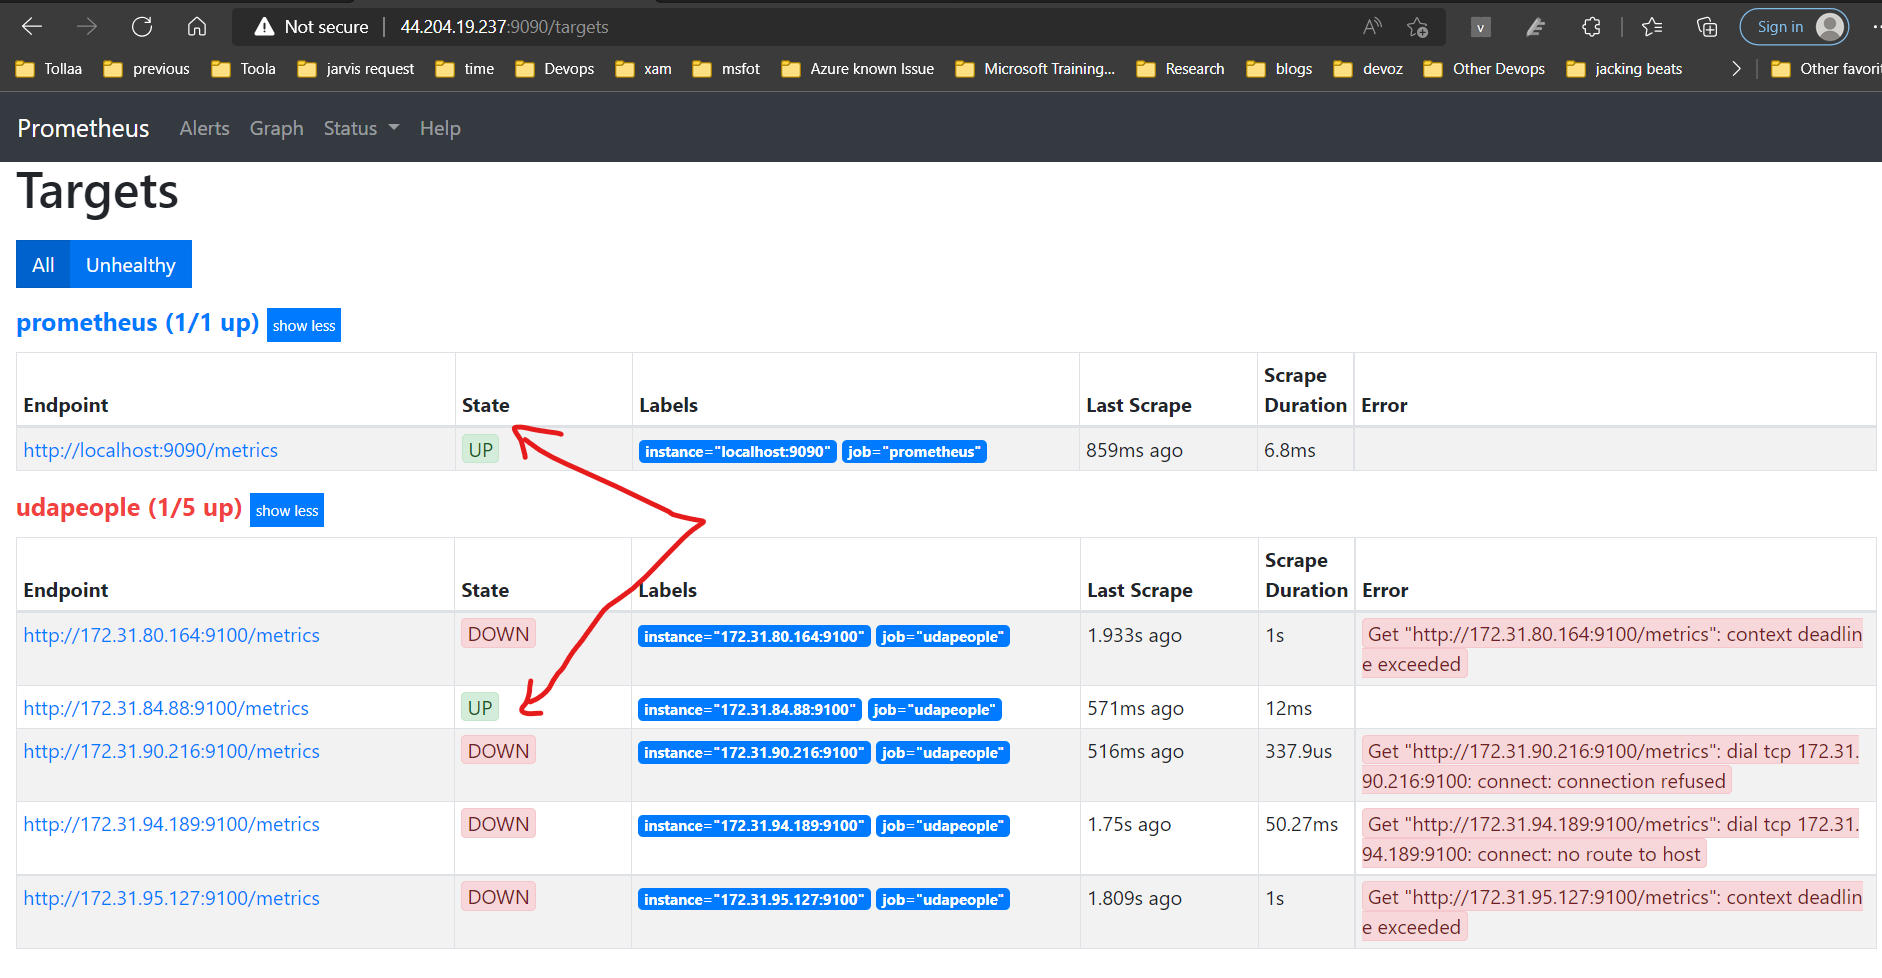 Not secure | 44.204.19.237:9090/targets
Sign in
Tollaa previous Toola jarvis request time Devops xam msfot Azure known Issue Microsoft Training... Research blogs devoz Other Devops jacking beats Other favori
Prometheus Alerts Graph Status Help
Targets
All Unhealthy
prometheus (1/1 up) show less
Endpoint State Labels Last Scrape Scrape Duration Error
http://localhost:9090/metrics UP instance="localhost:9090" job="prometheus" 859ms ago 6.8ms
udapeople (1/5 up) show less
Endpoint State Labels Last Scrape Scrape Duration Error
http://172.31.80.164:9100/metrics DOWN instance="172.31.80.164:9100" job="udapeople" 1.933s ago 1s Get "http://172.31.80.164:9100/metrics": context deadlin
e exceeded
http://172.31.84.88:9100/metrics UP instance="172.31.84.88:9100" job="udapeople" 571ms ago 12ms
http://172.31.90.216:9100/metrics DOWN instance="172.31.90.216:9100" job="udapeople" 516ms ago 337.9us Get "http://172.31.90.216:9100/metrics": dial tcp 172.31.
90.216:9100: connect: connection refused
http://172.31.94.189:9100/metrics DOWN instance="172.31.94.189:9100" job="udapeople" 1.75s ago 50.27ms Get "http://172.31.94.189:9100/metrics": dial tcp 172.31.
94.189:9100: connect: no route to host
http://172.31.95.127:9100/metrics DOWN instance="172.31.95.127:9100" job="udapeople" 1.809s ago 1s Get "http://172.31.95.127:9100/metrics": context deadlin
e exceeded